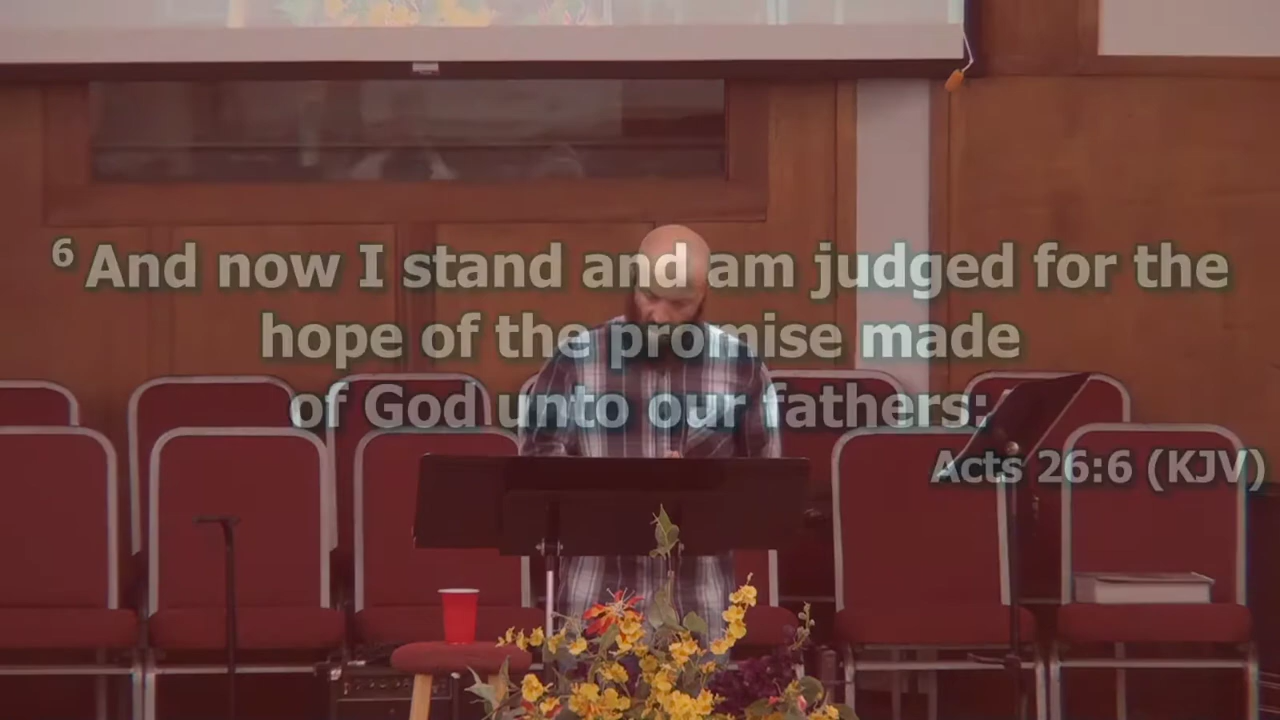 6 And now I stand and am judged for the
hope of the promise made
of God unto our fathers:
Acts 26:6 (KJV)